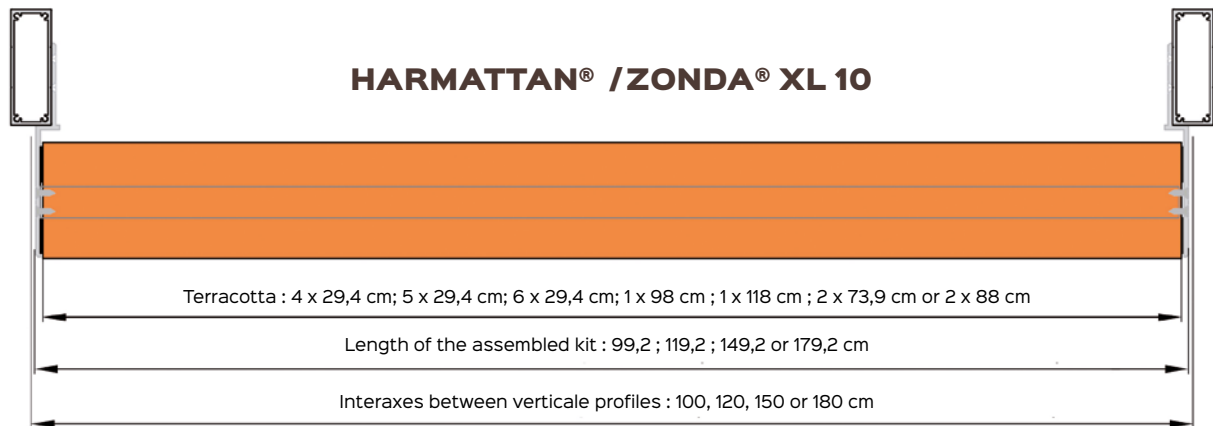 HARMATTAN® / ZONDA® XL 10
Terracotta : 4 x 29,4 cm; 5 x 29,4 cm; 6 x 29,4 cm; 1 x 98 cm ; 1 x 118 cm ; 2 x 73,9 cm or 2 x 88 cm
Length of the assembled kit : 99,2 ; 119,2 ; 149,2 or 179,2 cm
Interaxes between verticale profiles : 100, 120, 150 or 180 cm